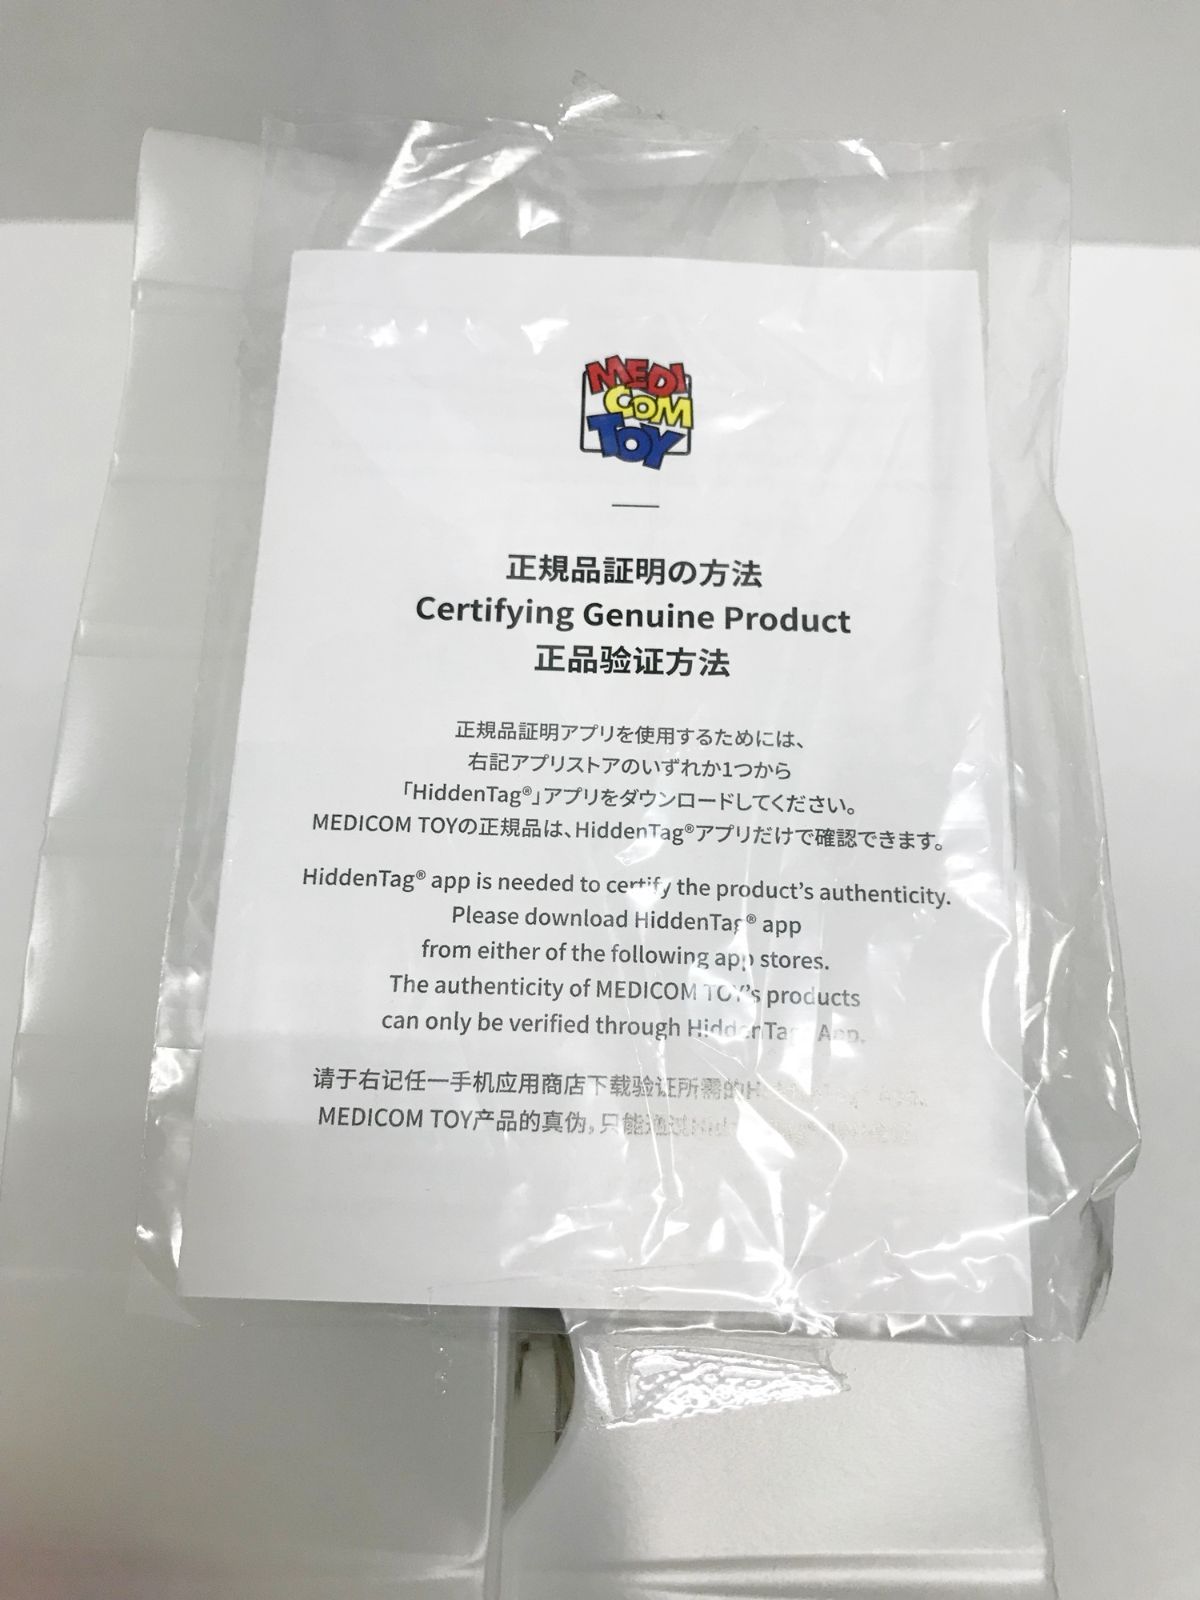 MEDI
COM
TOY
正規品証明の方法
Certifying Genuine Product
正品验证方法
正規品証明アプリを使用するためには、
右記アプリストアのいずれか1つから
「HiddenTag®」アプリをダウンロードしてください。
MEDICOM TOYの正規品は、HiddenTag®アプリだけで確認できます。
HiddenTag® app is needed to certify the product's authenticity.
Please download HiddenTag® app
from either of the following app stores.
The authenticity of MEDICOM TOY's products
can only be verified through HiddenTag® App.
请于右记任一手机应用商店下载验证所需的
MEDICOM TOY产品的真伪，只能通过